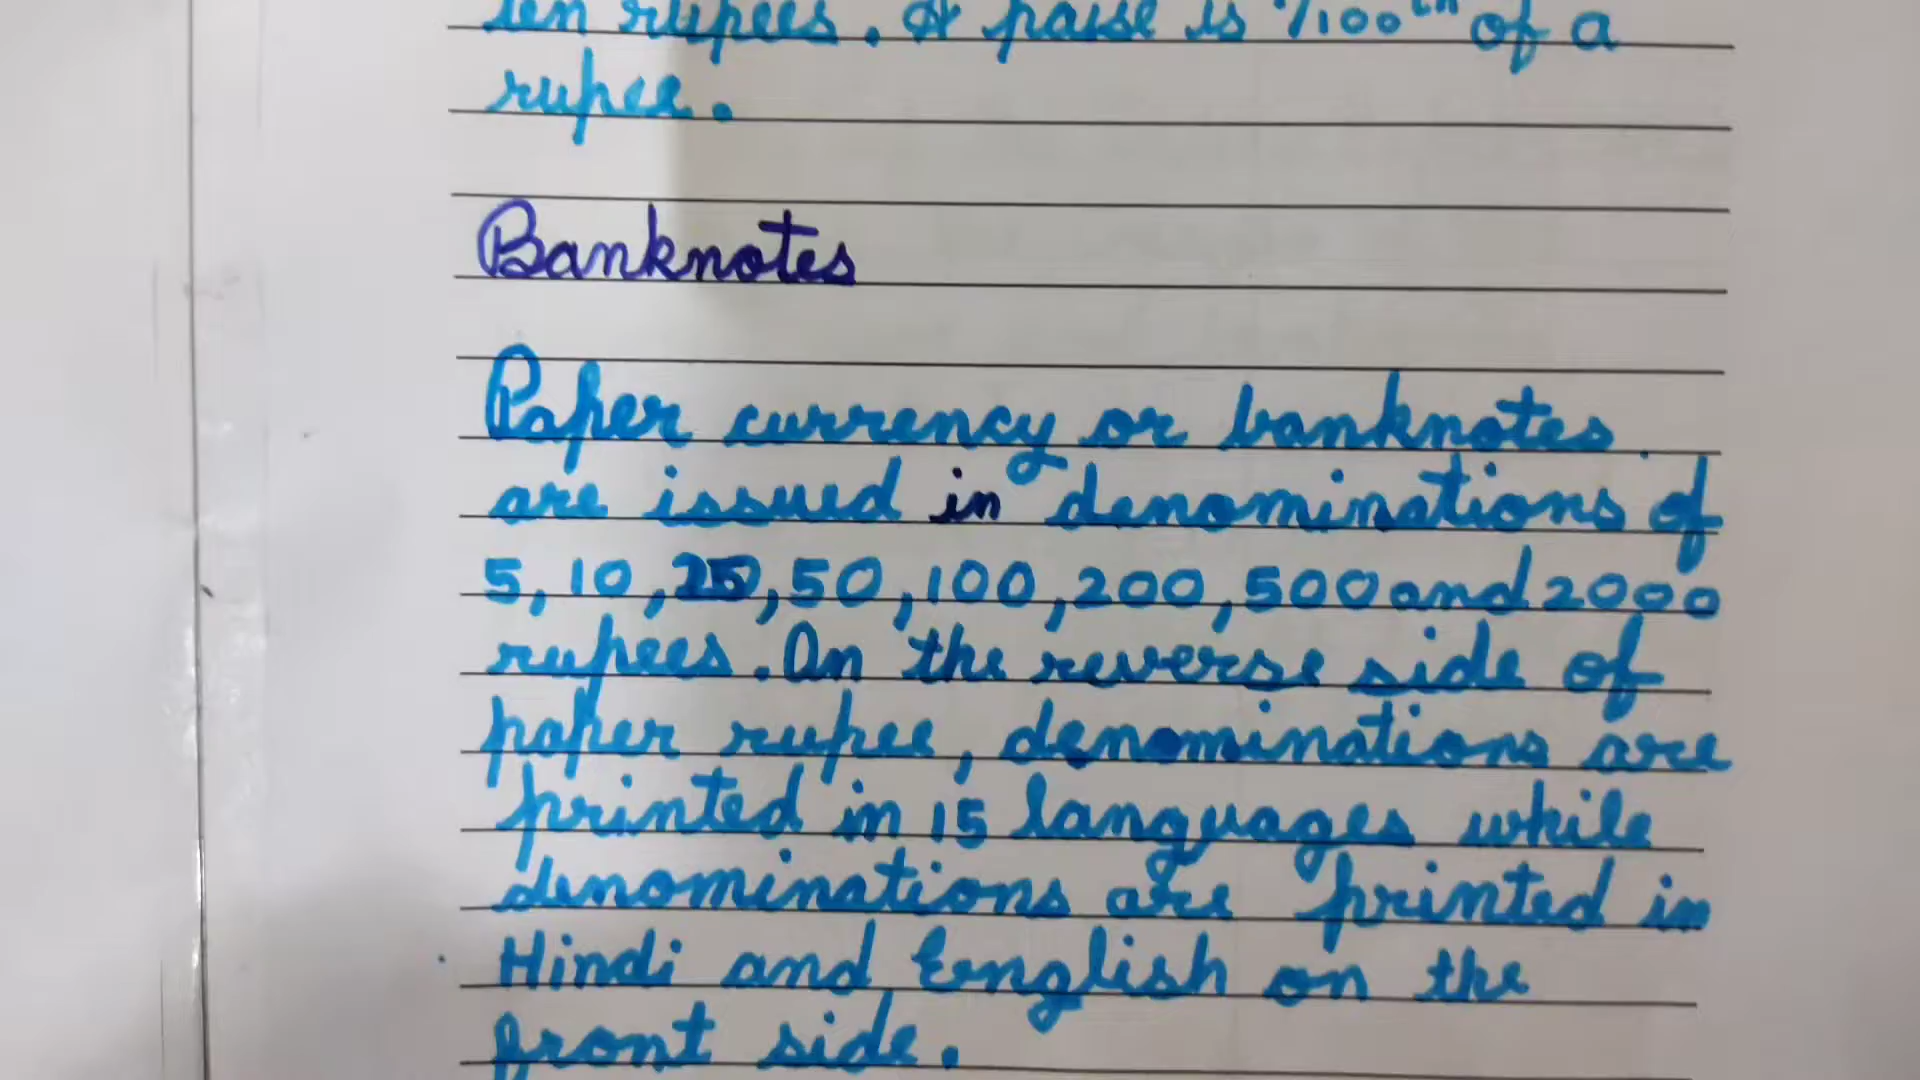 ten rupees. A paise is 1/100th of a
rupee.
Banknotes
Paper currency or banknotes
are issued in denominations of
5, 10, 25, 50, 100, 200, 500 and 2000
rupees. On the reverse side of
paper rupee, denominations are
printed in 15 languages while
denominations are printed in
Hindi and English on the
front side.